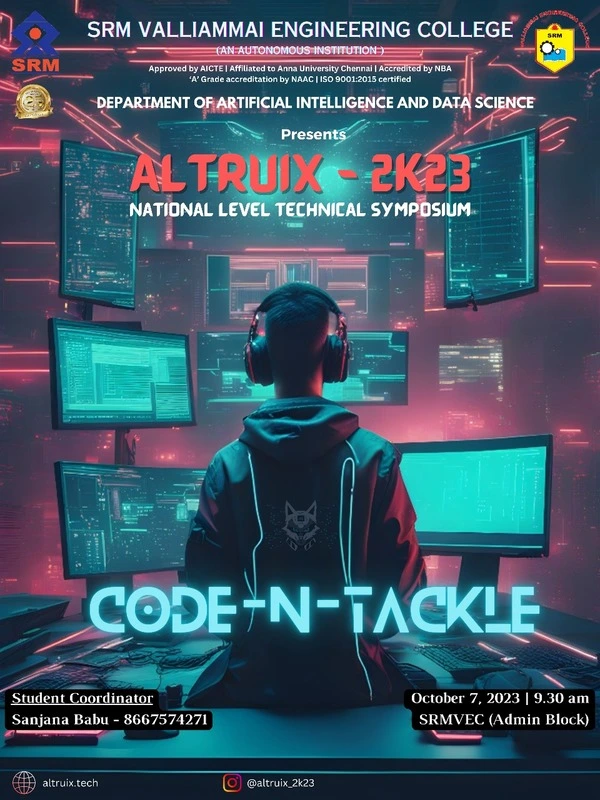 SRM VALLIAMMAI ENGINEERING COLLEGE
(AN AUTONOMOUS INSTITUTION)
SRM
SRM
Approved by AICTE | Affiliated to Anna University Chennai | Accredited by NBA
'A' Grade accreditation by NAAC | ISO 9001:2015 certified
DEPARTMENT OF ARTIFICIAL INTELLIGENCE AND DATA SCIENCE
Presents
ALTRUIX - 2K23
NATIONAL LEVEL TECHNICAL SYMPOSIUM
CODE-N-TACKLE
Student Coordinator
Sanjana Babu - 8667574271
October 7, 2023 | 9.30 am
SRMVEC (Admin Block)
altruix.tech
@altruix_2k23